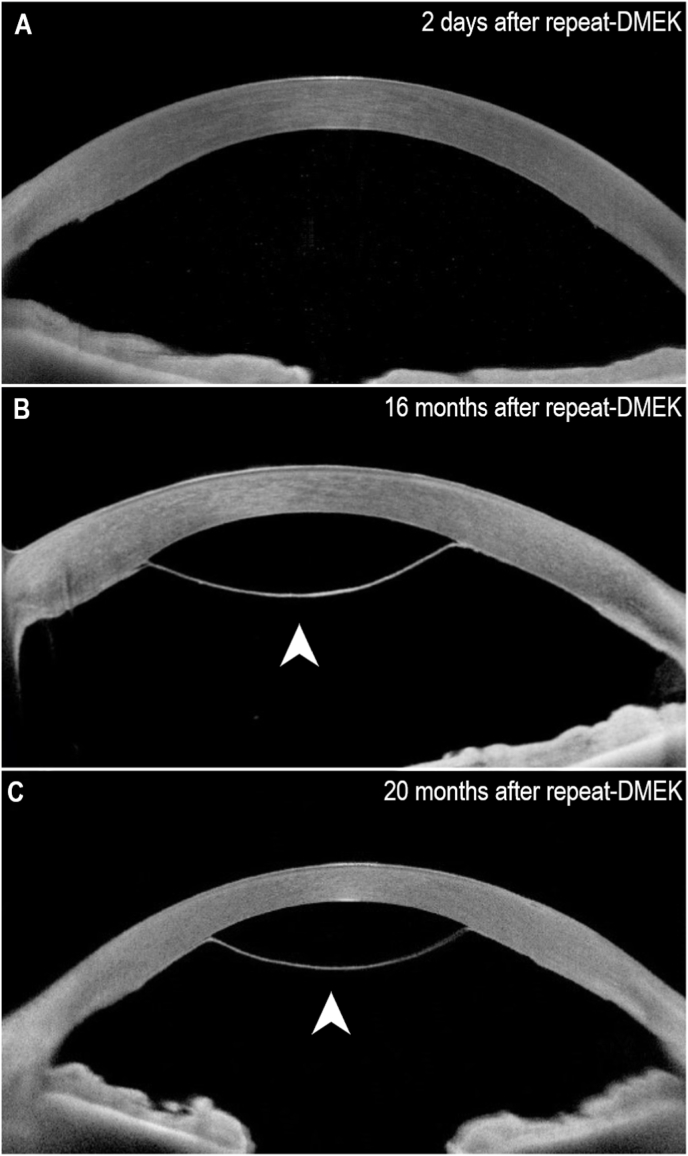 A
2 days after repeat-DMEK
B
16 months after repeat-DMEK
C
20 months after repeat-DMEK